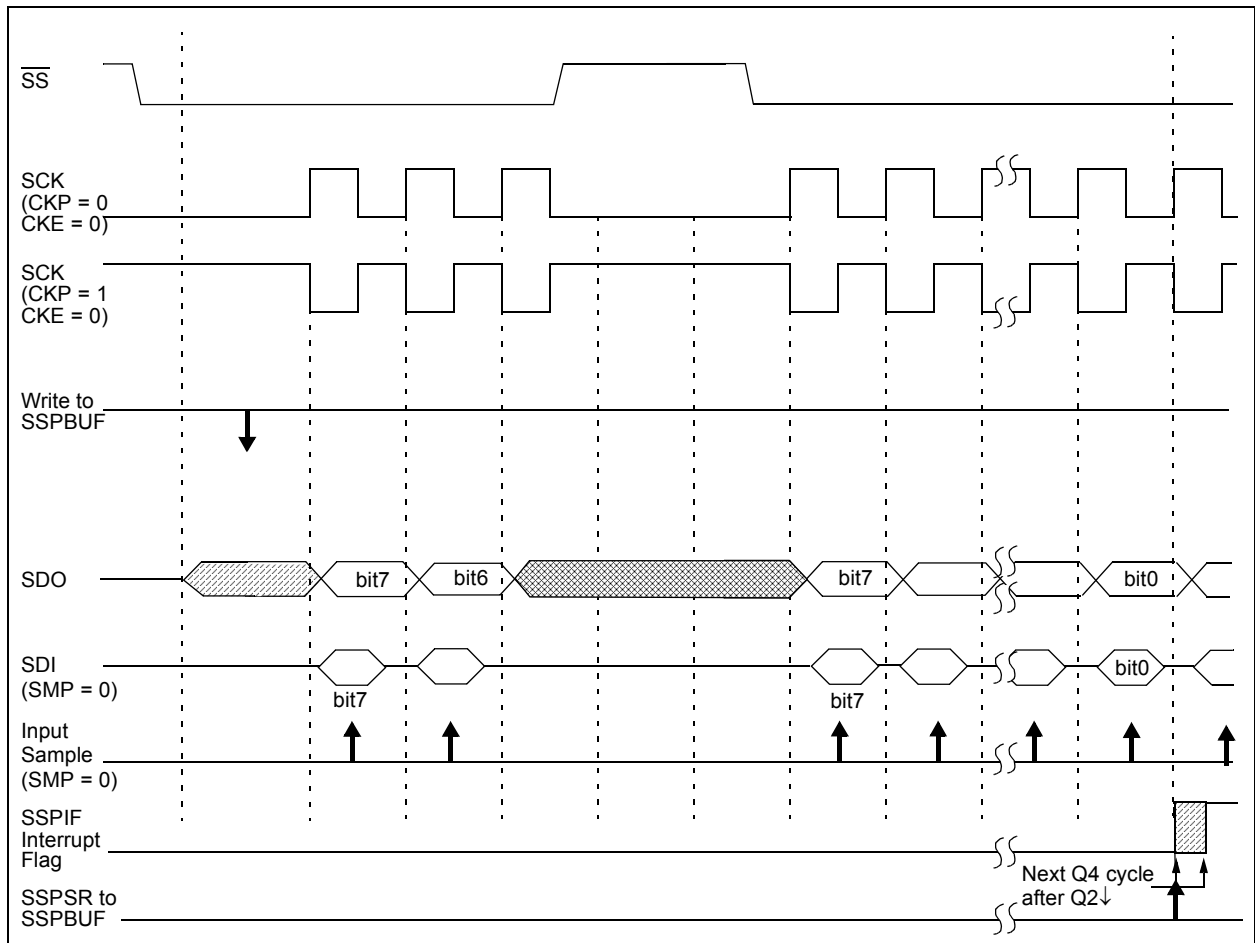 SS
SCK
(CKP = 0
CKE = 0)
SCK
(CKP = 1
CKE = 0)
Write to
SSPBUF
SDO
bit7
bit6
bit7
bit0
SDI
(SMP = 0)
bit7
bit7
bit0
Input
Sample
(SMP = 0)
SSPIF
Interrupt
Flag
Next Q4 cycle
after Q2↓
SSPSR to
SSPBUF